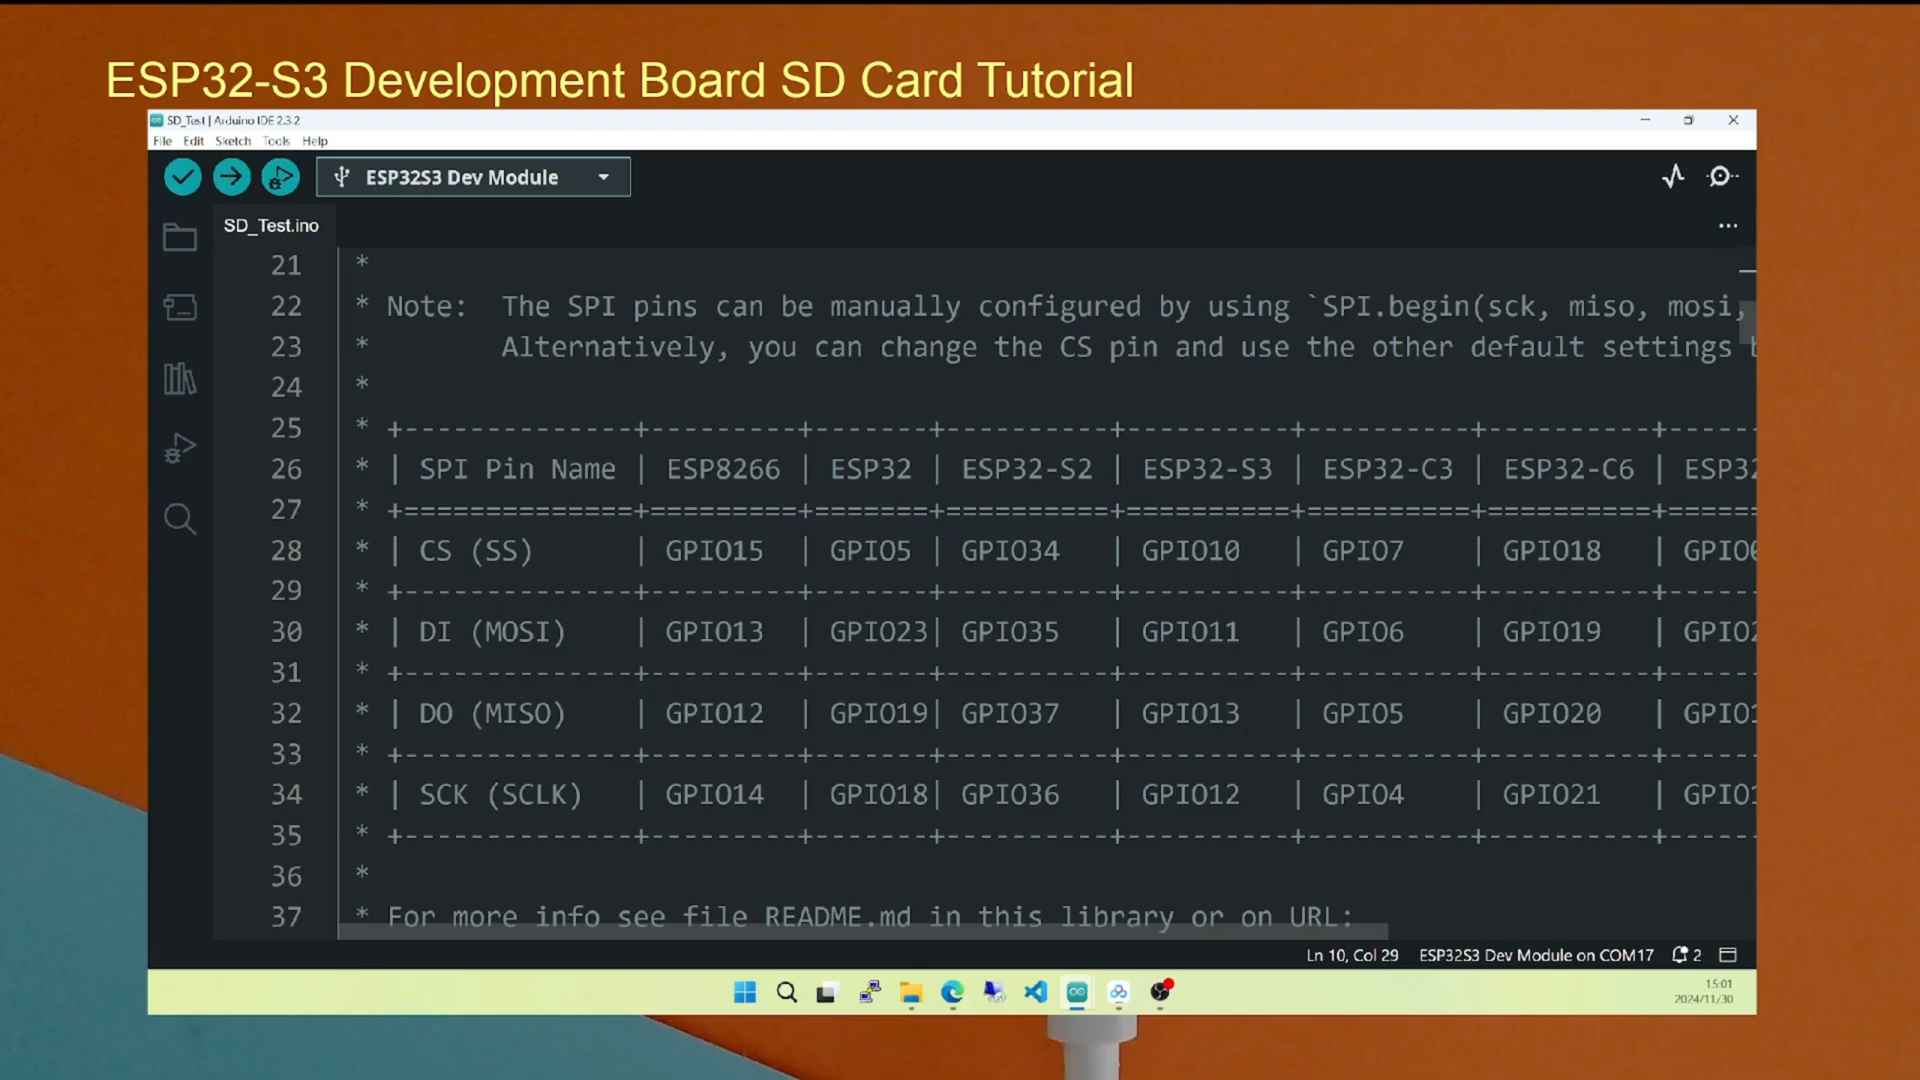 ESP32-S3 Development Board SD Card Tutorial
SD_Test | Arduino IDE 2.3.2
File Edit Sketch Tools Help
ESP32S3 Dev Module
SD_Test.ino
21 *
22 * Note: The SPI pins can be manually configured by using `SPI.begin(sck, miso, mosi,
23 * Alternatively, you can change the CS pin and use the other default settings
24 *
25 * +--------------+---------+-------+----------+----------+----------+----------+------
26 * | SPI Pin Name | ESP8266 | ESP32 | ESP32-S2 | ESP32-S3 | ESP32-C3 | ESP32-C6 | ESP32
27 * +==============+=========+=======+==========+==========+==========+==========+======
28 * | CS (SS) | GPIO15 | GPIO5 | GPIO34 | GPIO10 | GPIO7 | GPIO18 | GPIO0
29 * +--------------+---------+-------+----------+----------+----------+----------+------
30 * | DI (MOSI) | GPIO13 | GPIO23| GPIO35 | GPIO11 | GPIO6 | GPIO19 | GPIO2
31 * +--------------+---------+-------+----------+----------+----------+----------+------
32 * | DO (MISO) | GPIO12 | GPIO19| GPIO37 | GPIO13 | GPIO5 | GPIO20 | GPIO1
33 * +--------------+---------+-------+----------+----------+----------+----------+------
34 * | SCK (SCLK) | GPIO14 | GPIO18| GPIO36 | GPIO12 | GPIO4 | GPIO21 | GPIO1
35 * +--------------+---------+-------+----------+----------+----------+----------+------
36 *
37 * For more info see file README.md in this library or on URL:
Ln 10, Col 29 ESP32S3 Dev Module on COM17 2
15:01
2024/11/30